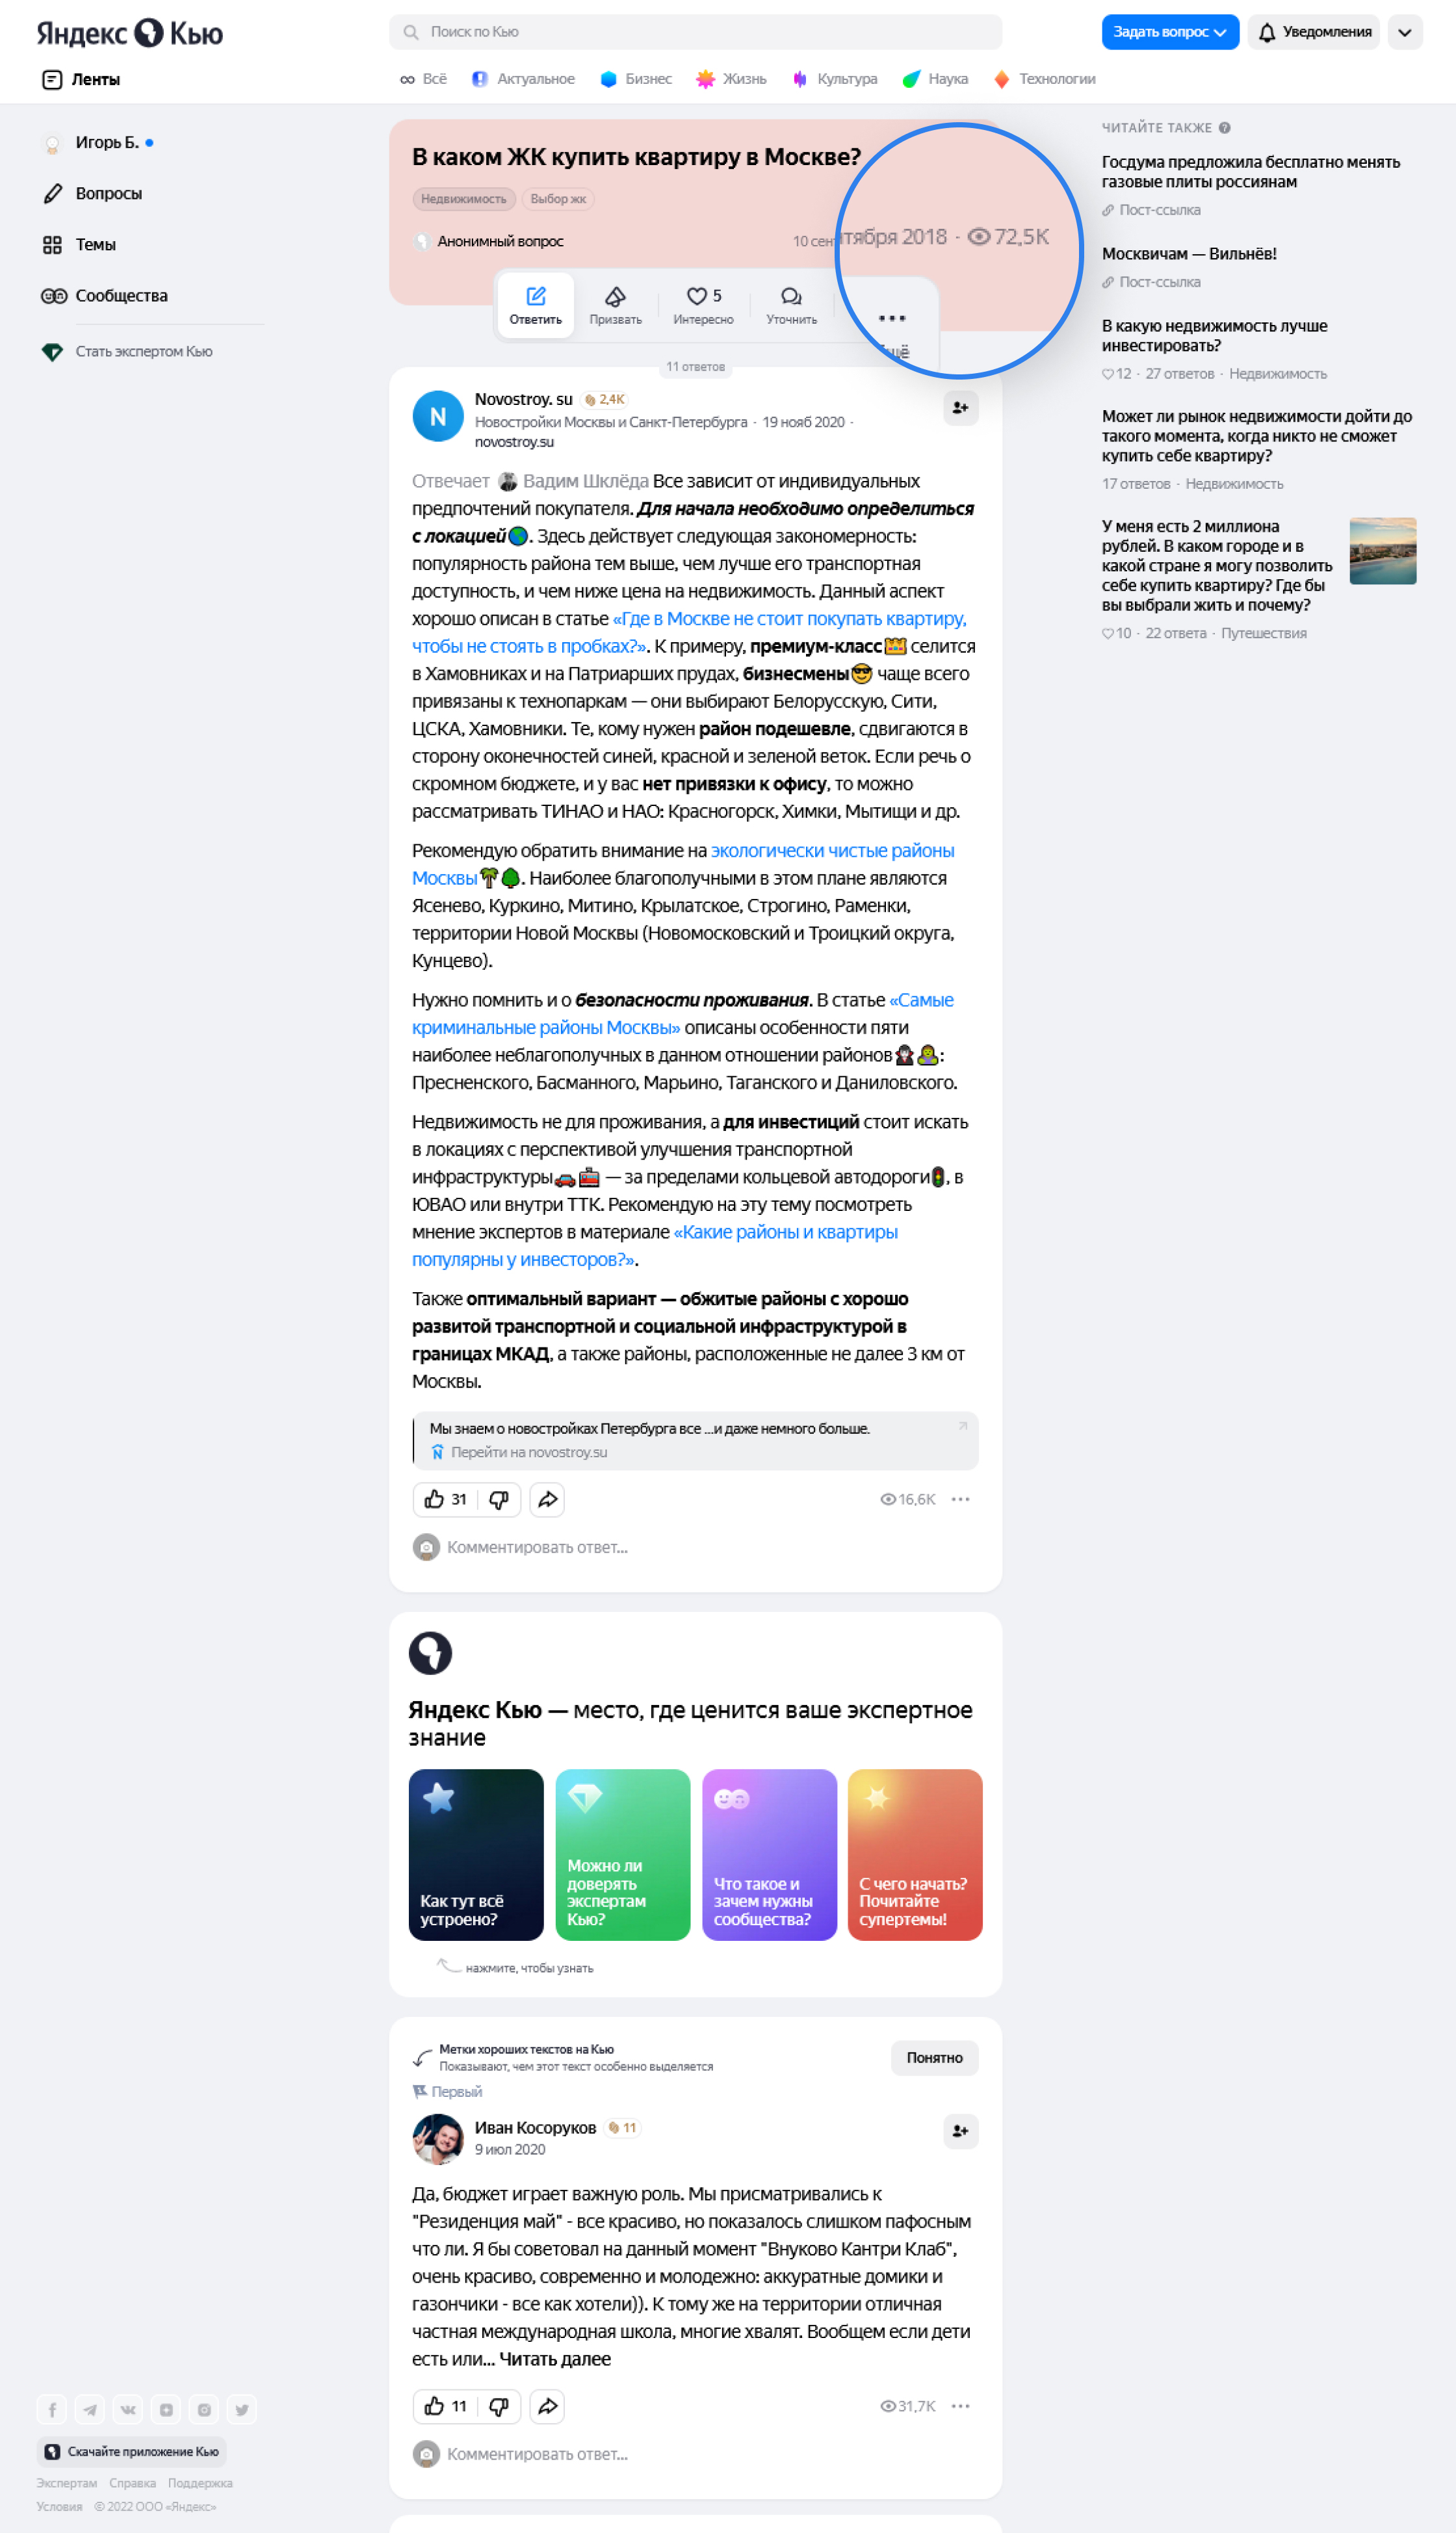 Яндекс Кью
Поиск по Кью
Задать вопрос
Уведомления
Ленты
Всё
Актуальное
Бизнес
Жизнь
Культура
Наука
Технологии
Игорь Б.
Вопросы
Темы
Сообщества
Стать экспертом Кью
В каком ЖК купить квартиру в Москве?
Недвижимость
Выбор жк
Анонимный вопрос
10 сентября 2018 · 72,5K
Ответить
Призвать
5
Интересно
Уточнить
11 ответов
Novostroy. su 2,4K
Новостройки Москвы и Санкт-Петербурга · 19 нояб 2020 ·
novostroy.su
Отвечает Вадим Шклёда Все зависит от индивидуальных
предпочтений покупателя. Для начала необходимо определиться
с локацией🌎. Здесь действует следующая закономерность:
популярность района тем выше, чем лучше его транспортная
доступность, и чем ниже цена на недвижимость. Данный аспект
хорошо описан в статье «Где в Москве не стоит покупать квартиру,
чтобы не стоять в пробках?». К примеру, премиум-класс👑 селится
в Хамовниках и на Патриарших прудах, бизнесмены😎 чаще всего
привязаны к технопаркам — они выбирают Белорусскую, Сити,
ЦСКА, Хамовники. Те, кому нужен район подешевле, сдвигаются в
сторону оконечностей синей, красной и зеленой веток. Если речь о
скромном бюджете, и у вас нет привязки к офису, то можно
рассматривать ТИНАО и НАО: Красногорск, Химки, Мытищи и др.
Рекомендую обратить внимание на экологически чистые районы
Москвы🌴🌳. Наиболее благополучными в этом плане являются
Ясенево, Куркино, Митино, Крылатское, Строгино, Раменки,
территории Новой Москвы (Новомосковский и Троицкий округа,
Кунцево).
Нужно помнить и о безопасности проживания. В статье «Самые
криминальные районы Москвы» описаны особенности пяти
наиболее неблагополучных в данном отношении районов🧛🧟:
Пресненского, Басманного, Марьино, Таганского и Даниловского.
Недвижимость не для проживания, а для инвестиций стоит искать
в локациях с перспективой улучшения транспортной
инфраструктуры🚗🚋 — за пределами кольцевой автодороги🚦, в
ЮВАО или внутри ТТК. Рекомендую на эту тему посмотреть
мнение экспертов в материале «Какие районы и квартиры
популярны у инвесторов?».
Также оптимальный вариант — обжитые районы с хорошо
развитой транспортной и социальной инфраструктурой в
границах МКАД, а также районы, расположенные не далее 3 км от
Москвы.
Мы знаем о новостройках Петербурга все ...и даже немного больше.
Перейти на novostroy.su
31
16,6K
Комментировать ответ...
Яндекс Кью — место, где ценится ваше экспертное
знание
Как тут всё
устроено?
Можно ли
доверять
экспертам
Кью?
Что такое и
зачем нужны
сообщества?
С чего начать?
Почитайте
супертемы!
нажмите, чтобы узнать
Метки хороших текстов на Кью
Показывают, чем этот текст особенно выделяется
Понятно
Первый
Иван Косоруков 11
9 июл 2020
Да, бюджет играет важную роль. Мы присматривались к
"Резиденция май" - все красиво, но показалось слишком пафосным
что ли. Я бы советовал на данный момент "Внуково Кантри Клаб",
очень красиво, современно и молодежно: аккуратные домики и
газончики - все как хотели)). К тому же на территории отличная
частная международная школа, многие хвалят. Вообщем если дети
есть или... Читать далее
11
31,7K
Комментировать ответ...
ЧИТАЙТЕ ТАКЖЕ
Госдума предложила бесплатно менять
газовые плиты россиянам
Пост-ссылка
Москвичам — Вильнёв!
Пост-ссылка
В какую недвижимость лучше
инвестировать?
12 · 27 ответов · Недвижимость
Может ли рынок недвижимости дойти до
такого момента, когда никто не сможет
купить себе квартиру?
17 ответов · Недвижимость
У меня есть 2 миллиона
рублей. В каком городе и в
какой стране я могу позволить
себе купить квартиру? Где бы
вы выбрали жить и почему?
10 · 22 ответа · Путешествия
Скачайте приложение Кью
Экспертам Справка Поддержка
Условия © 2022 ООО «Яндекс»